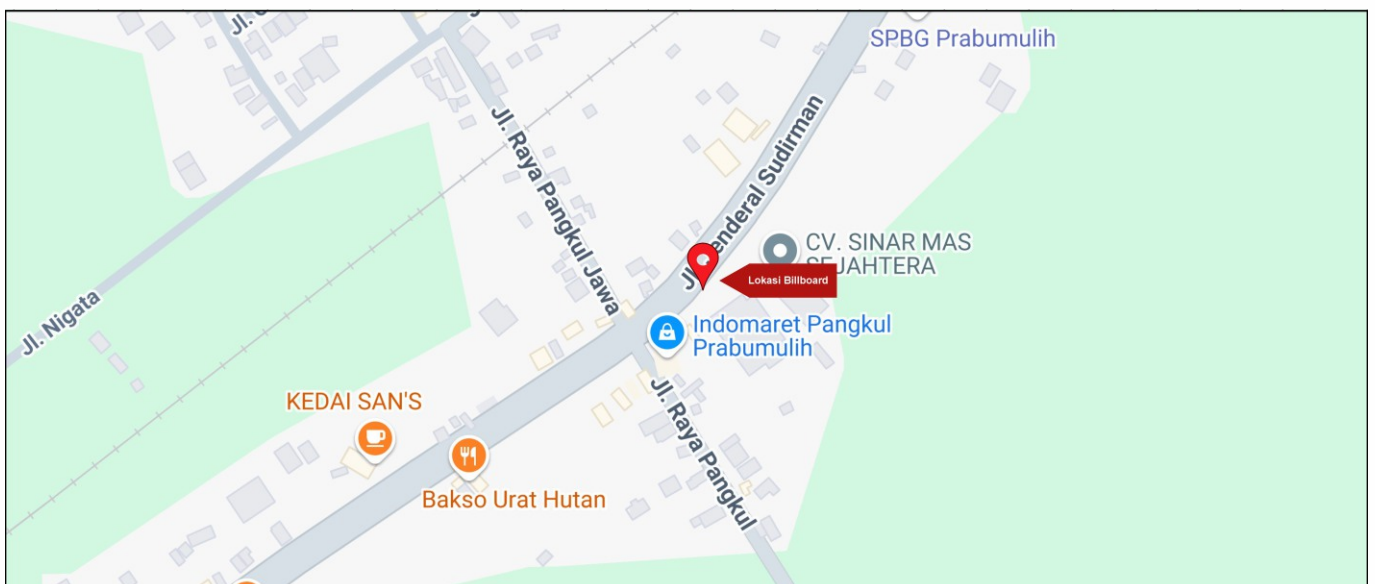 SPBG Prabumulih
Jl. Raya Pangkul Jawa
Jl. Jenderal Sudirman
CV. SINAR MAS
SEJAHTERA
Lokasi Billboard
Jl. Nigata
Indomaret Pangkul
Prabumulih
KEDAI SAN'S
Jl. Raya Pangkul
Bakso Urat Hutan